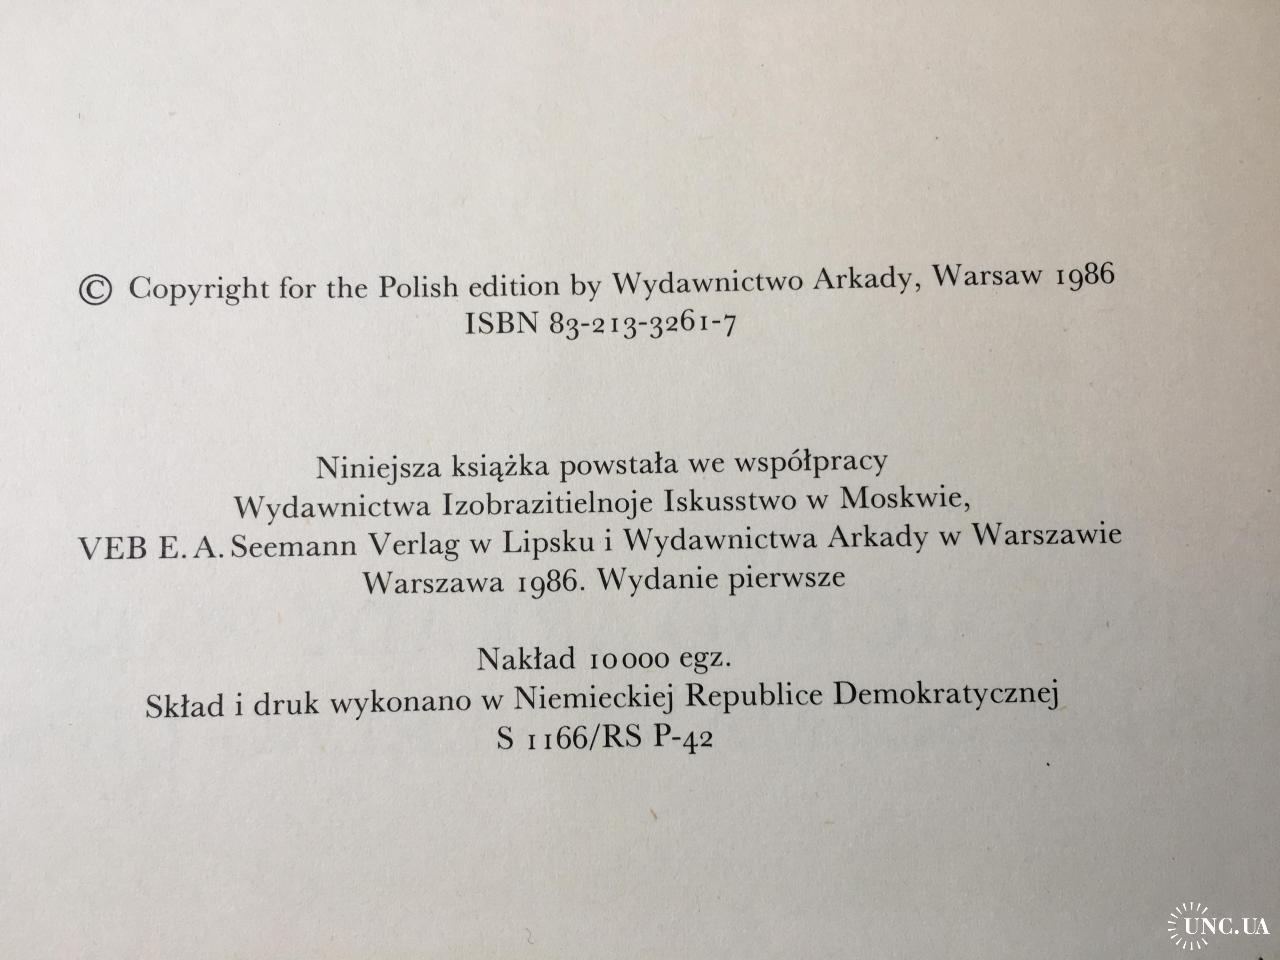 © Copyright for the Polish edition by Wydawnictwo Arkady, Warsaw 1986
ISBN 83-213-3261-7
Niniejsza książka powstała we współpracy
Wydawnictwa Izobrazitielnoje Iskusstwo w Moskwie,
VEB E. A. Seemann Verlag w Lipsku i Wydawnictwa Arkady w Warszawie
Warszawa 1986. Wydanie pierwsze
Nakład 10000 egz.
Skład i druk wykonano w Niemieckiej Republice Demokratycznej
S 1166/RS P-42
UNC.UA